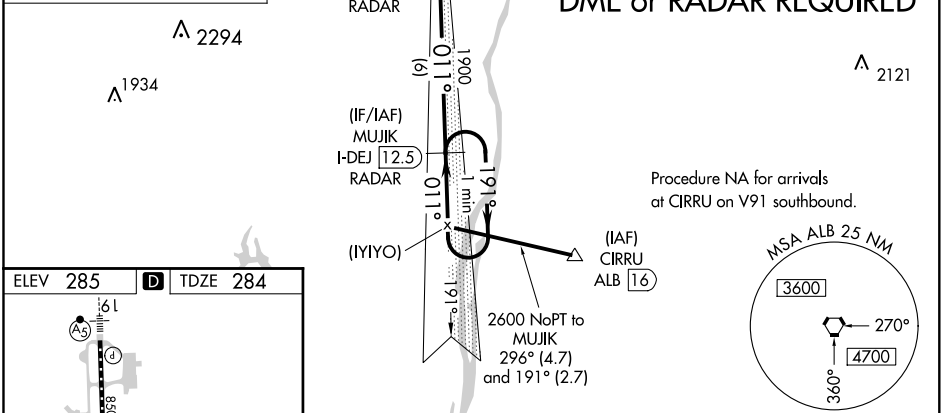 RADAR
DME or RADAR REQUIRED
2294
1934
2121
011°
(6)
1900
(IF/IAF)
MUJIK
I-DEJ 12.5
RADAR
1 min
191°
011°
Procedure NA for arrivals
at CIRRU on V91 southbound.
(IYIYO)
(IAF)
CIRRU
ALB 16
191°
2600 NoPT to
MUJIK
296° (4.7)
and 191° (2.7)
MSA ALB 25 NM
3600
270°
4700
360°
ELEV 285 D TDZE 284
19
A5
P